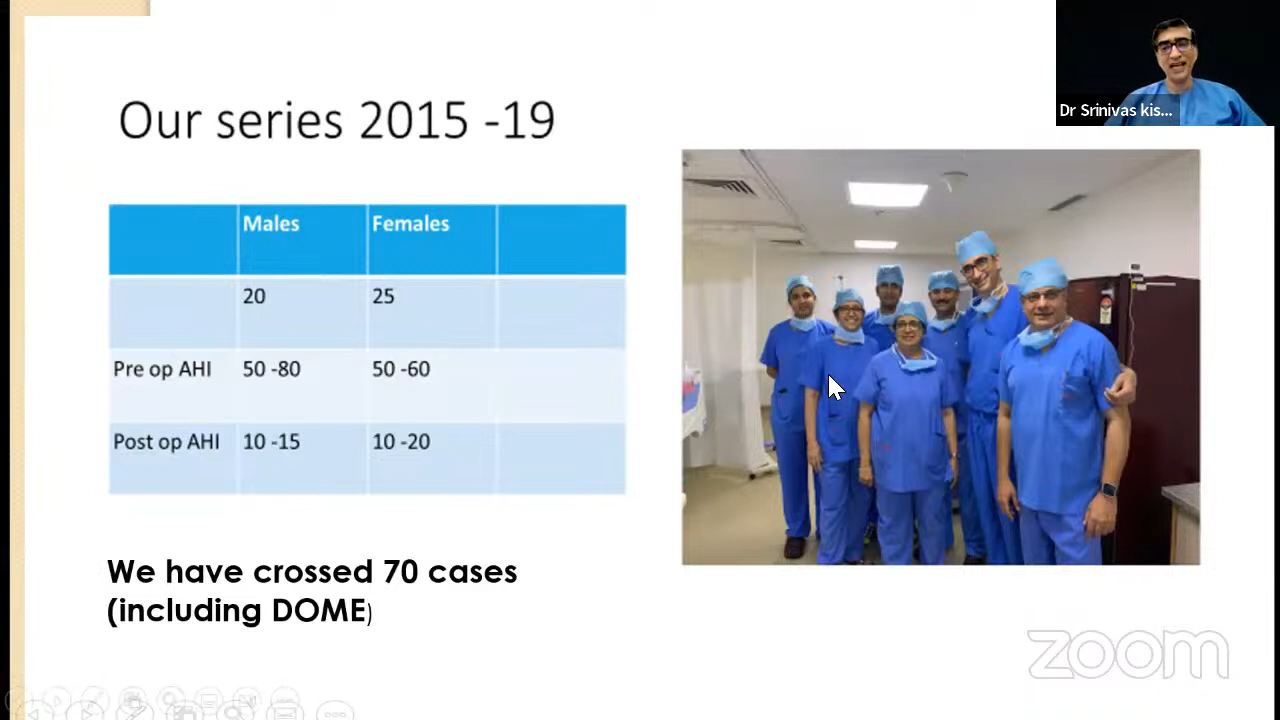 Dr Srinivas kis...
Our series 2015 -19
Males Females
20 25
Pre op AHI 50 -80 50 -60
Post op AHI 10 -15 10 -20
We have crossed 70 cases
(including DOME)
zoom